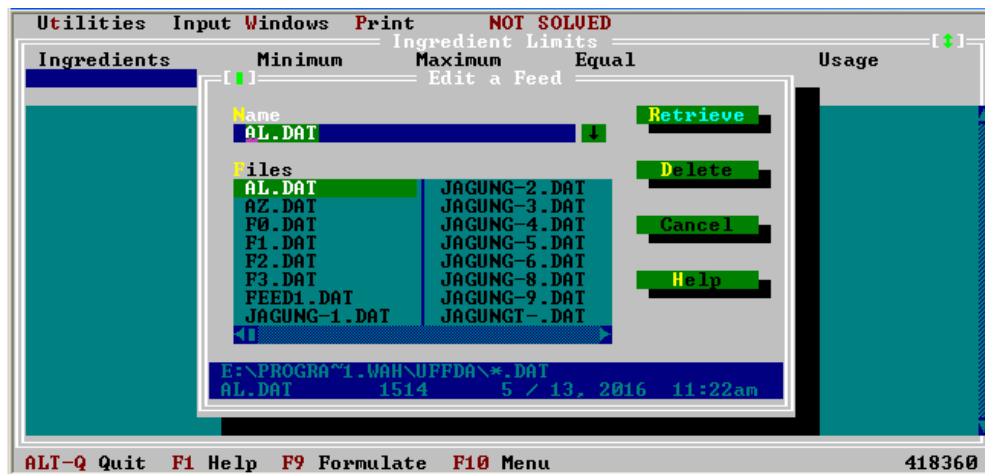 Utilities Input Windows Print NOT SOLVED
Ingredient Limits
Ingredients Minimum Maximum Equal Usage
Edit a Feed
Name
AL.DAT
Retrieve
Files
Delete
AL.DAT JAGUNG-2.DAT
AZ.DAT JAGUNG-3.DAT
F0.DAT JAGUNG-4.DAT
Cancel
F1.DAT JAGUNG-5.DAT
F2.DAT JAGUNG-6.DAT
F3.DAT JAGUNG-8.DAT
Help
FEED1.DAT JAGUNG-9.DAT
JAGUNG-1.DAT JAGUNGT-.DAT
E:\PROGRA~1.WAH\UFFDA\*.DAT
AL.DAT 1514 5 / 13, 2016 11:22am
ALT-Q Quit F1 Help F9 Formulate F10 Menu 418360